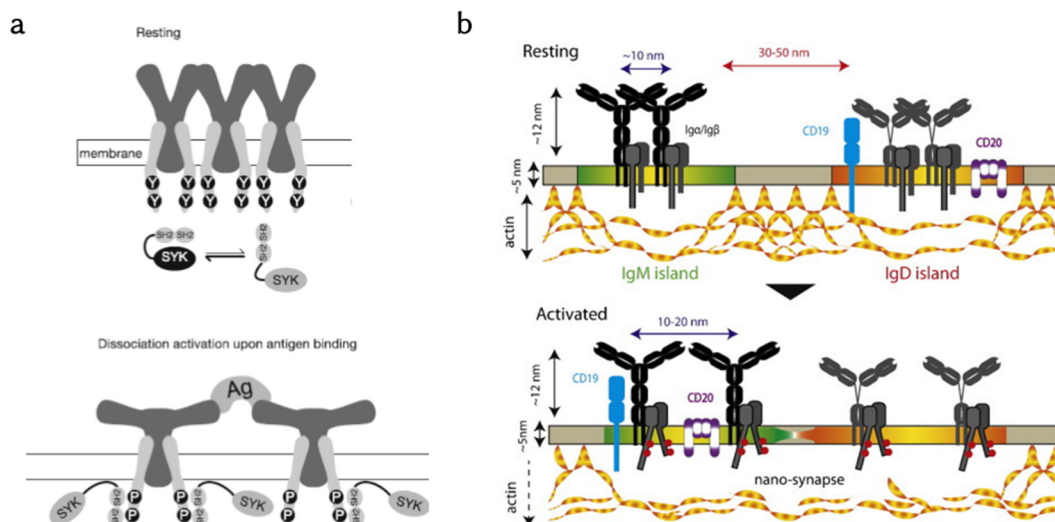 a
Resting
membrane
Y Y Y Y Y Y
Y Y Y Y Y Y
SH2 SH2
SYK
SH2 SH2
SYK
Dissociation activation upon antigen binding
Ag
P P P P
P P P P
SYK SH2 SH2
SH2 SH2 SYK
SH2 SH2 SYK
b
Resting
~10 nm
30-50 nm
~12 nm
Igα/Igβ
CD19
CD20
~5 nm
actin
IgM island
IgD island
Activated
10-20 nm
~12 nm
CD19
CD20
~5nm
actin
nano-synapse